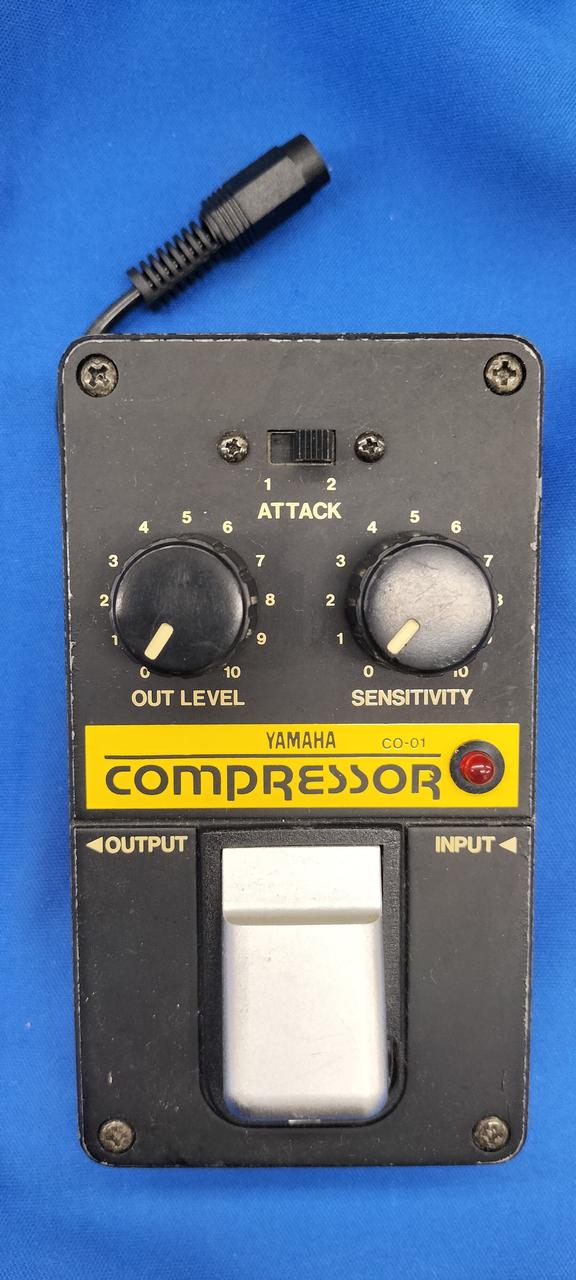 1 2
ATTACK
0 1 2 3 4 5 6 7 8 9 10
OUT LEVEL
0 1 2 3 4 5 6 7 8 10
SENSITIVITY
YAMAHA CO-01
COMPRESSOR
◀OUTPUT
INPUT◀